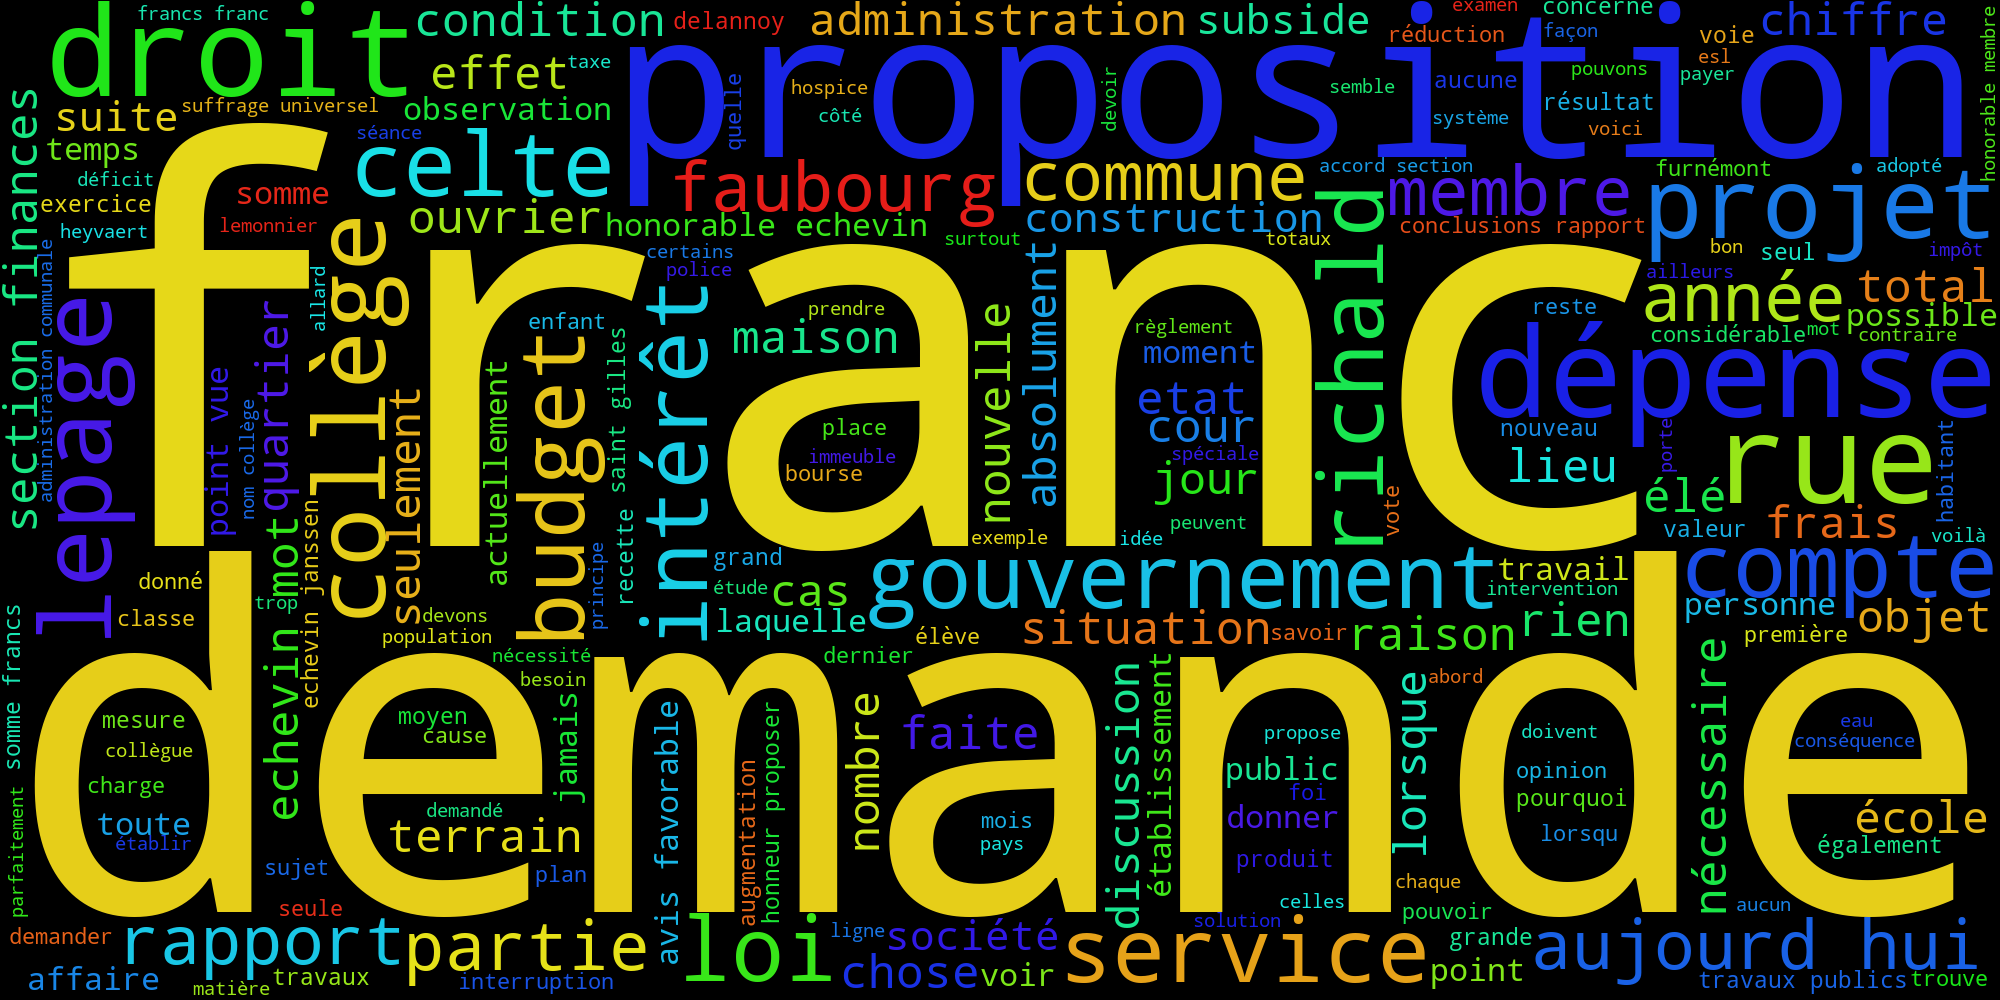 francs franc
condition
delannoy
administration
subside
examen
concerne
chiffre
droit
proposition
réduction
façon
voie
esl
effet
taxe
suite
suffrage universel
observation
quelle
hospice
côté
devoir
semble
aucune
pouvons
payer
système
résultat
voici
honorable membre
section finances
temps
séance
celte
déficit
exercice
somme
heyvaert
lemonnier
faubourg
commune
accord section
membre
furnémont
adopté
projet
ouvrier
honorable echevin
construction
conclusions rapport
surtout
totaux
bon
seul
impôt
franc
administration communale
lepage
allard
collège
certains
police
intérêt
absolument
richald
ailleurs
année
total
possible
considérable
mot
contraire
point vue
quartier
nom collège
enfant
budget
saint gilles
maison
prendre
nouvelle
règlement
moment
reste
dépense
actuellement
seulement
place
immeuble
bourse
etat
cour
spéciale
jour
nouveau
lieu
porte
rue
élé
habitant
valeur
frais
voilà
vote
peuvent
exemple
idée
echevin janssen
mot
recette
principe
grand
étude
cas
laquelle
gouvernement
travail
intervention
compte
personne
objet
première
donné
classe
trop
devons
population
élève
situation
savoir
raison
rien
demande
parfaitement
somme francs
echevin
nécessité
besoin
dernier
mesure
collègue
charge
toute
établir
moyen
cause
jamais
demandé
terrain
avis favorable
augmentation
honneur proposer
nombre
faite
mois
pays
discussion
établissement
propose
public
foi
donner
produit
lorsque
abord
doivent
opinion
pourquoi
lorsqu
nécessaire
eau
conséquence
école
également
sujet
plan
seule
celles
chaque
pouvoir
aucun
demander
rapport
partie
loi
ligne
société
solution
service
grande
aujourd hui
affaire
matière
travaux
interruption
chose
voir
point
travaux publics
trouve